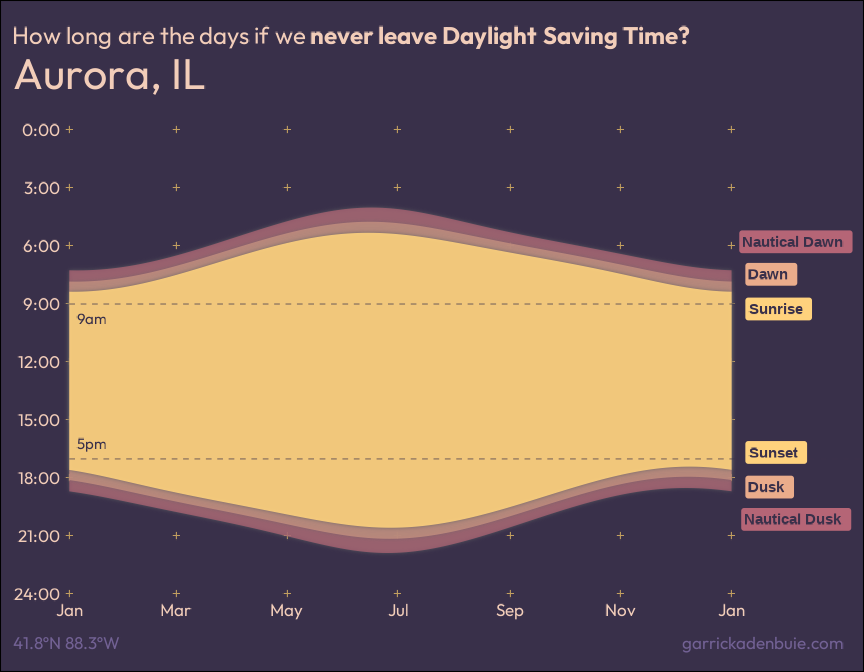 How long are the days if we never leave Daylight Saving Time?
Aurora, IL
0:00
3:00
6:00
Nautical Dawn
Dawn
9:00
Sunrise
9am
12:00
15:00
5pm
Sunset
18:00
Dusk
Nautical Dusk
21:00
24:00
Jan Mar May Jul Sep Nov Jan
41.8°N 88.3°W garrickadenbuie.com